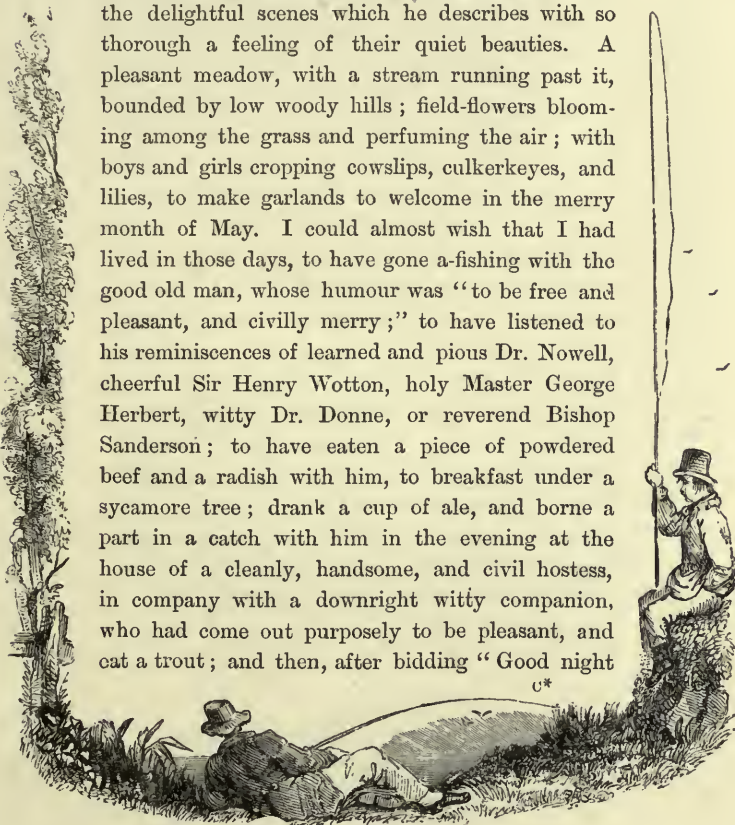 the delightful scenes which he describes with so
thorough a feeling of their quiet beauties. A
pleasant meadow, with a stream running past it,
bounded by low woody hills ; field-flowers bloom-
ing among the grass and perfuming the air ; with
boys and girls cropping cowslips, culkerkeyes, and
lilies, to make garlands to welcome in the merry
month of May. I could almost wish that I had
lived in those days, to have gone a-fishing with the
good old man, whose humour was “to be free and
pleasant, and civilly merry ;” to have listened to
his reminiscences of learned and pious Dr. Nowell,
cheerful Sir Henry Wotton, holy Master George
Herbert, witty Dr. Donne, or reverend Bishop
Sanderson ; to have eaten a piece of powdered
beef and a radish with him, to breakfast under a
sycamore tree ; drank a cup of ale, and borne a
part in a catch with him in the evening at the
house of a cleanly, handsome, and civil hostess,
in company with a downright witty companion,
who had come out purposely to be pleasant, and
eat a trout ; and then, after bidding “ Good night
C*